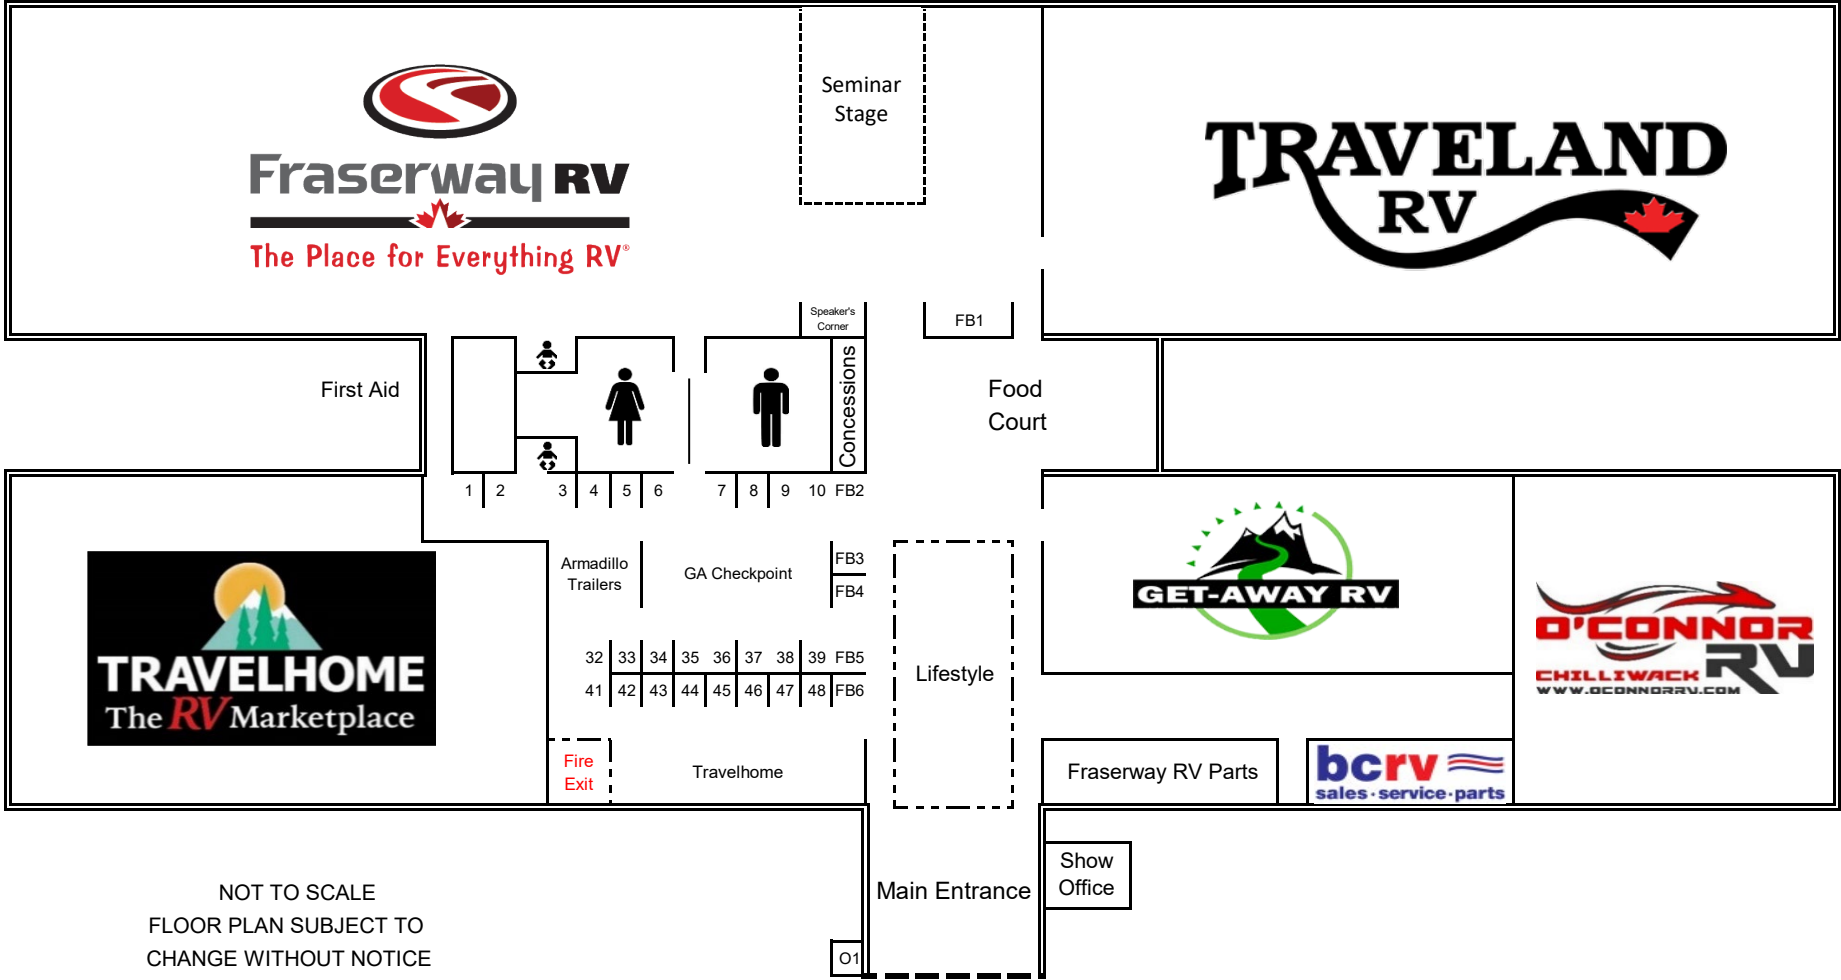 Seminar
Stage
Fraserway RV
The Place for Everything RV®
TRAVELAND
RV
Speaker's
Corner
FB1
First Aid
Concessions
Food
Court
1 2 3 4 5 6 7 8 9 10 FB2
Armadillo
Trailers
GA Checkpoint
FB3
FB4
GET-AWAY RV
O'CONNOR
RV
CHILLIWACK
WWW.OCONNORRV.COM
TRAVELHOME
The RV Marketplace
32 33 34 35 36 37 38 39 FB5
41 42 43 44 45 46 47 48 FB6
Lifestyle
Fire
Exit
Travelhome
Fraserway RV Parts
bcrv
sales·service·parts
Show
Office
Main Entrance
O1
NOT TO SCALE
FLOOR PLAN SUBJECT TO
CHANGE WITHOUT NOTICE